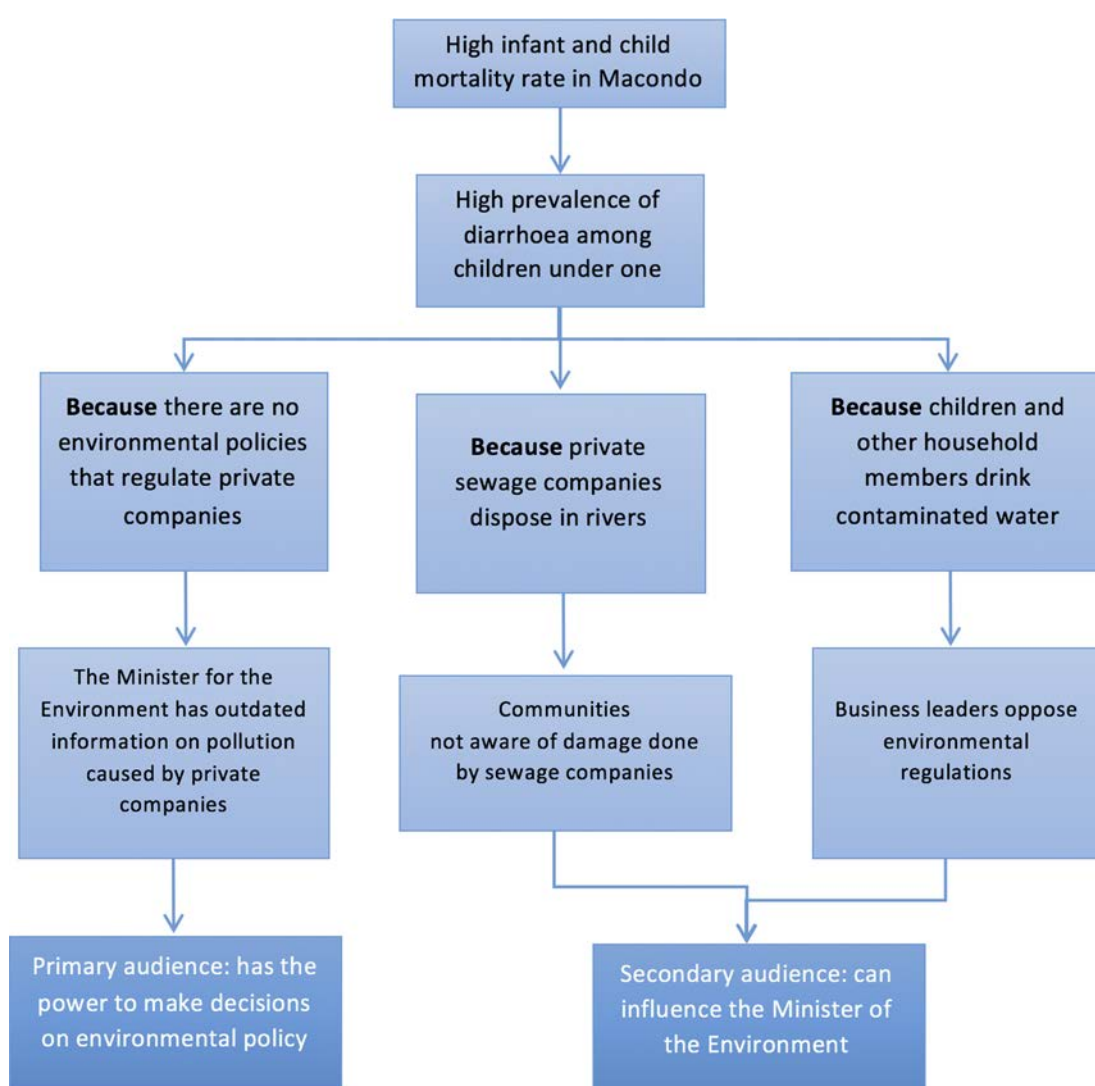 High infant and child
mortality rate in Macondo
High prevalence of
diarrhoea among
children under one
Because there are no
environmental policies
that regulate private
companies
Because private
sewage companies
dispose in rivers
Because children and
other household
members drink
contaminated water
The Minister for the
Environment has outdated
information on pollution
caused by private
companies
Communities
not aware of damage done
by sewage companies
Business leaders oppose
environmental
regulations
Primary audience: has the
power to make decisions
on environmental policy
Secondary audience: can
influence the Minister of
the Environment